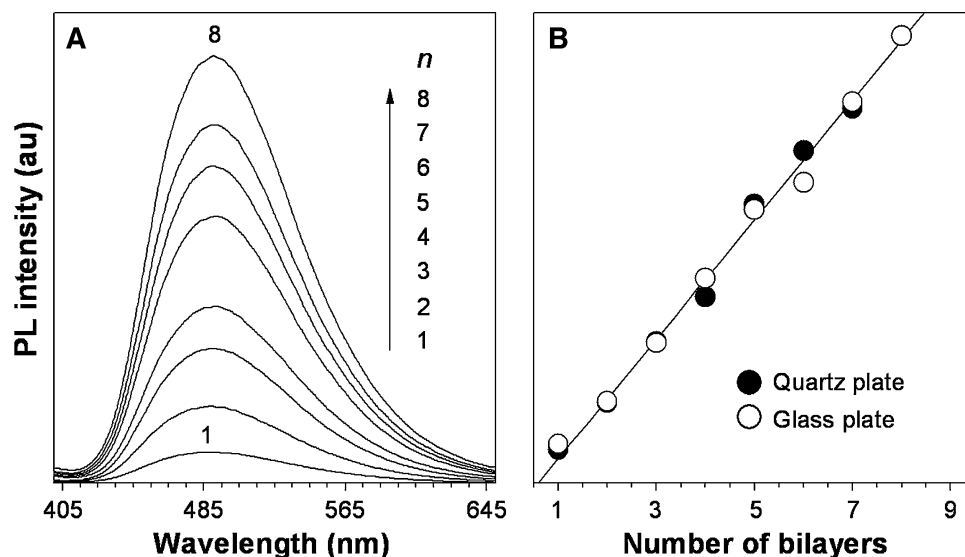 A
8
n
8
7
6
5
4
3
2
1
1
PL intensity (au)
405 485 565 645
Wavelength (nm)
B
Quartz plate
Glass plate
1 3 5 7 9
Number of bilayers